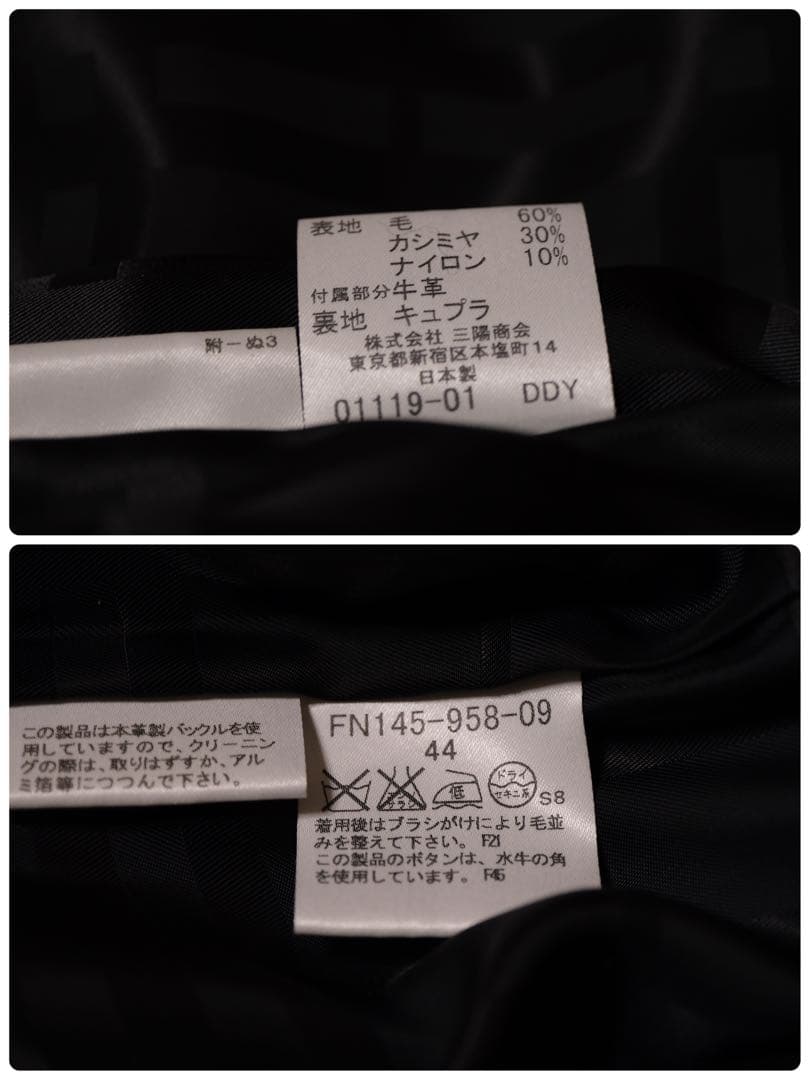 表地 毛 60%
カシミヤ 30%
ナイロン 10%
付属部分 牛革
裏地 キュプラ
株式会社 三陽商会
東京都新宿区本塩町14
日本製
01119-01 DDY
附ーぬ3
この製品は本革製バックルを使
用していますので、クリーニン
グの際は、取りはずすか、アル
ミ箔等につつんで下さい。
FN145-958-09
44
エンソ
サラシ
低
ドライ
セキユ系
S8
着用後はブラシがけにより毛並
みを整えて下さい。 F21
この製品のボタンは、水牛の角
を使用しています。 F45